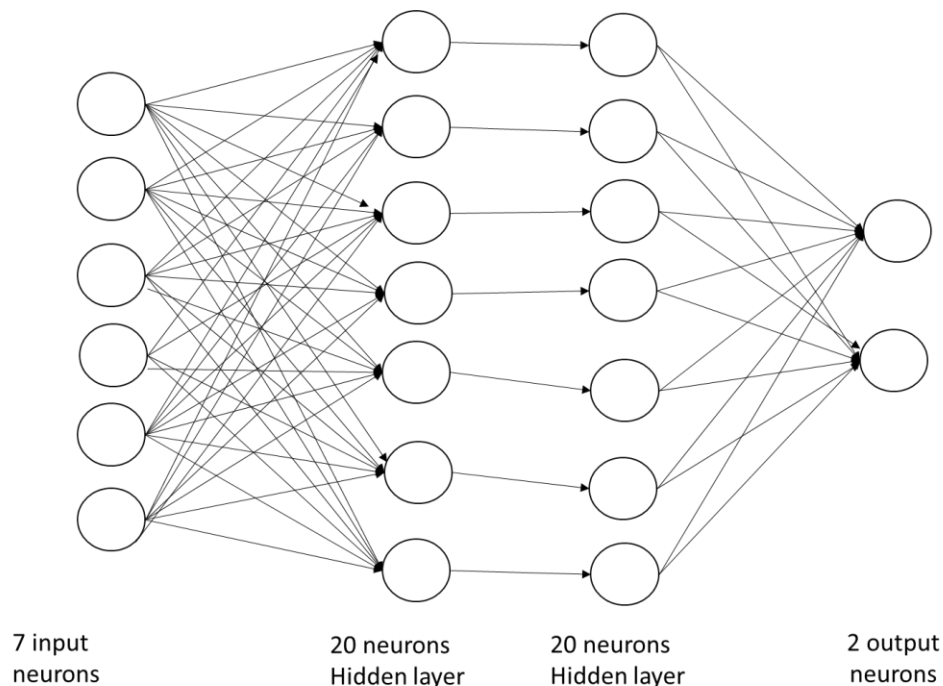 7 input
neurons
20 neurons
Hidden layer
20 neurons
Hidden layer
2 output
neurons